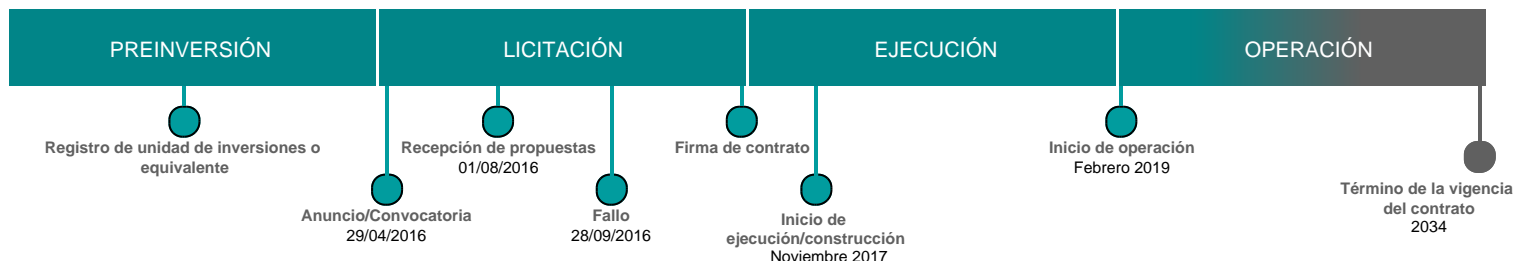 PREINVERSIÓN
LICITACIÓN
EJECUCIÓN
OPERACIÓN
Registro de unidad de inversiones o
equivalente
Anuncio/Convocatoria
29/04/2016
Recepción de propuestas
01/08/2016
Fallo
28/09/2016
Firma de contrato
Inicio de
ejecución/construcción
Noviembre 2017
Inicio de operación
Febrero 2019
Término de la vigencia
del contrato
2034